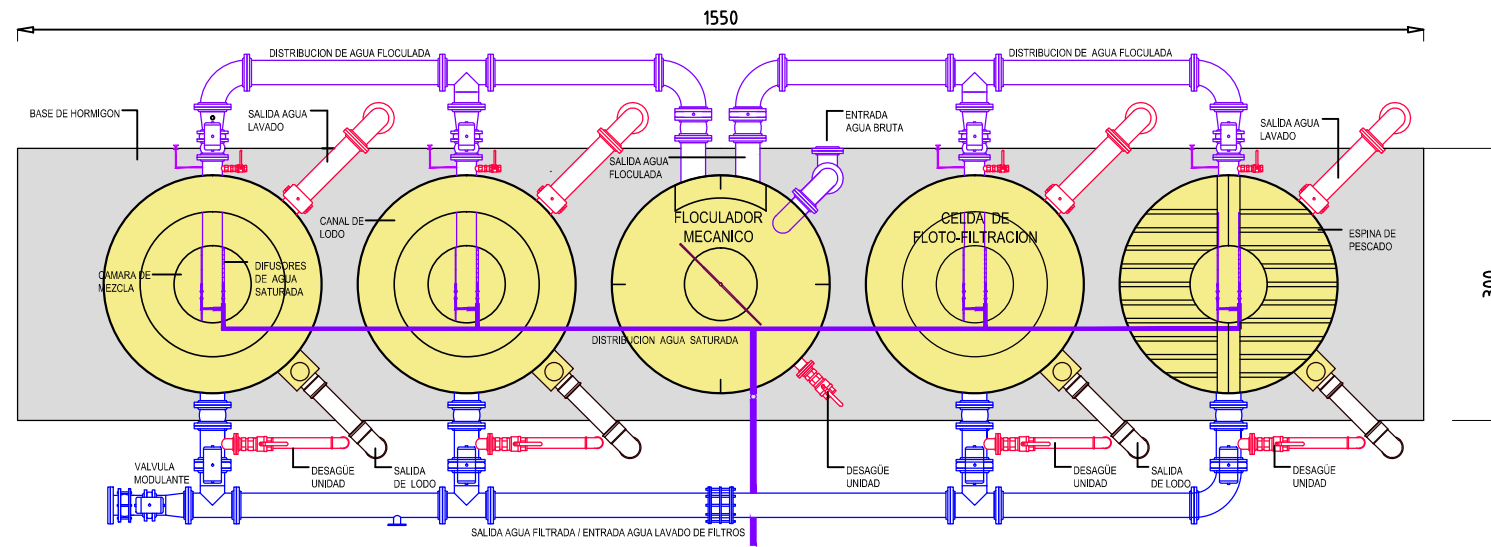 1550
DISTRIBUCION DE AGUA FLOCULADA
DISTRIBUCION DE AGUA FLOCULADA
BASE DE HORMIGON
SALIDA AGUA
LAVADO
ENTRADA
AGUA BRUTA
SALIDA AGUA
LAVADO
SALIDA AGUA
FLOCULADA
CANAL DE
LODO
FLOCULADOR
MECANICO
CELDA DE
FLOTO-FILTRACION
ESPINA DE
PESCADO
CAMARA DE
MEZCLA
DIFUSORES
DE AGUA
SATURADA
300
DISTRIBUCION AGUA SATURADA
VALVULA
MODULANTE
DESAGÜE
UNIDAD
SALIDA
DE LODO
DESAGÜE
UNIDAD
DESAGÜE
UNIDAD
DESAGÜE
UNIDAD
SALIDA
DE LODO
DESAGÜE
UNIDAD
SALIDA AGUA FILTRADA / ENTRADA AGUA LAVADO DE FILTROS